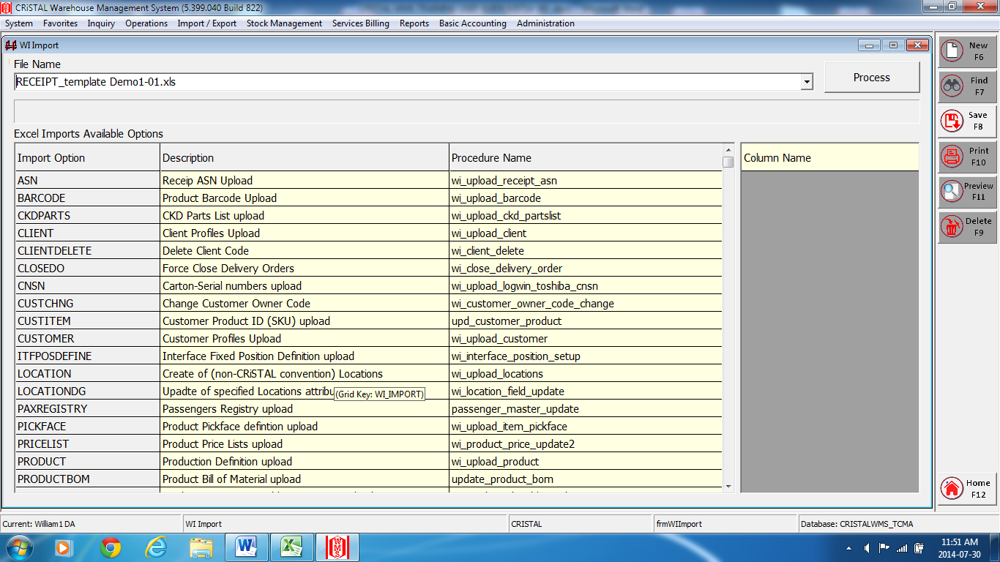 CRiSTAL Warehouse Management System (5.399.040 Build 822)
System Favorites Inquiry Operations Import / Export Stock Management Services Billing Reports Basic Accounting Administration
WI Import
File Name
RECEIPT_template Demo1-01.xls
Process
Excel Imports Available Options
Import Option Description Procedure Name Column Name
ASN Receip ASN Upload wi_upload_receipt_asn
BARCODE Product Barcode Upload wi_upload_barcode
CKDPARTS CKD Parts List upload wi_upload_ckd_partslist
CLIENT Client Profiles Upload wi_upload_client
CLIENTDELETE Delete Client Code wi_client_delete
CLOSEDO Force Close Delivery Orders wi_close_delivery_order
CNSN Carton-Serial numbers upload wi_upload_logwin_toshiba_cnsn
CUSTCHNG Change Customer Owner Code wi_customer_owner_code_change
CUSTITEM Customer Product ID (SKU) upload upd_customer_product
CUSTOMER Customer Profiles Upload wi_upload_customer
ITFPOSDEFINE Interface Fixed Position Definition upload wi_interface_position_setup
LOCATION Create of (non-CRiSTAL convention) Locations wi_upload_locations
LOCATIONDG Upadte of specified Locations attribu wi_location_field_update
(Grid Key: WI_IMPORT)
PAXREGISTRY Passengers Registry upload passenger_master_update
PICKFACE Product Pickface defintion upload wi_upload_item_pickface
PRICELIST Product Price Lists upload wi_product_price_update2
PRODUCT Production Definition upload wi_upload_product
PRODUCTBOM Product Bill of Material upload update_product_bom
New
F6
Find
F7
Save
F8
Print
F10
Preview
F11
Delete
F9
Home
F12
Current: William1 DA WI Import CRISTAL frmWIImport Database: CRISTALWMS_TCMA
WMS
11:51 AM
2014-07-30